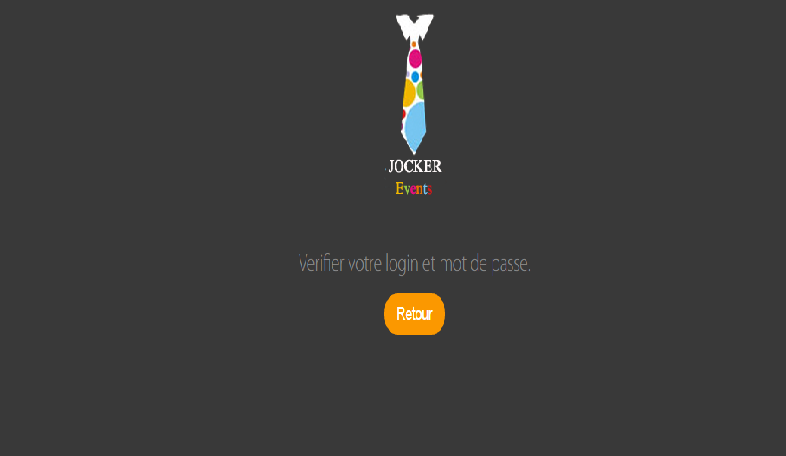 JOCKER
Events
Verifier votre login et mot de passe.
Retour